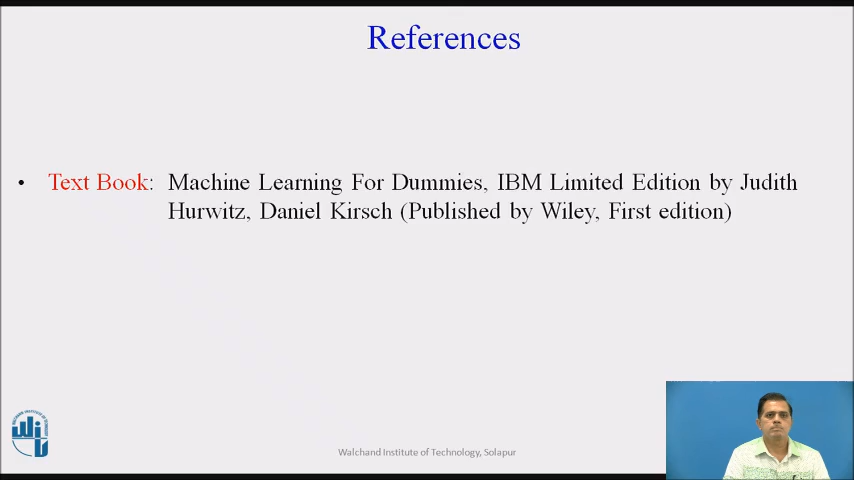 References
• Text Book: Machine Learning For Dummies, IBM Limited Edition by Judith
Hurwitz, Daniel Kirsch (Published by Wiley, First edition)
Walchand Institute of Technology, Solapur